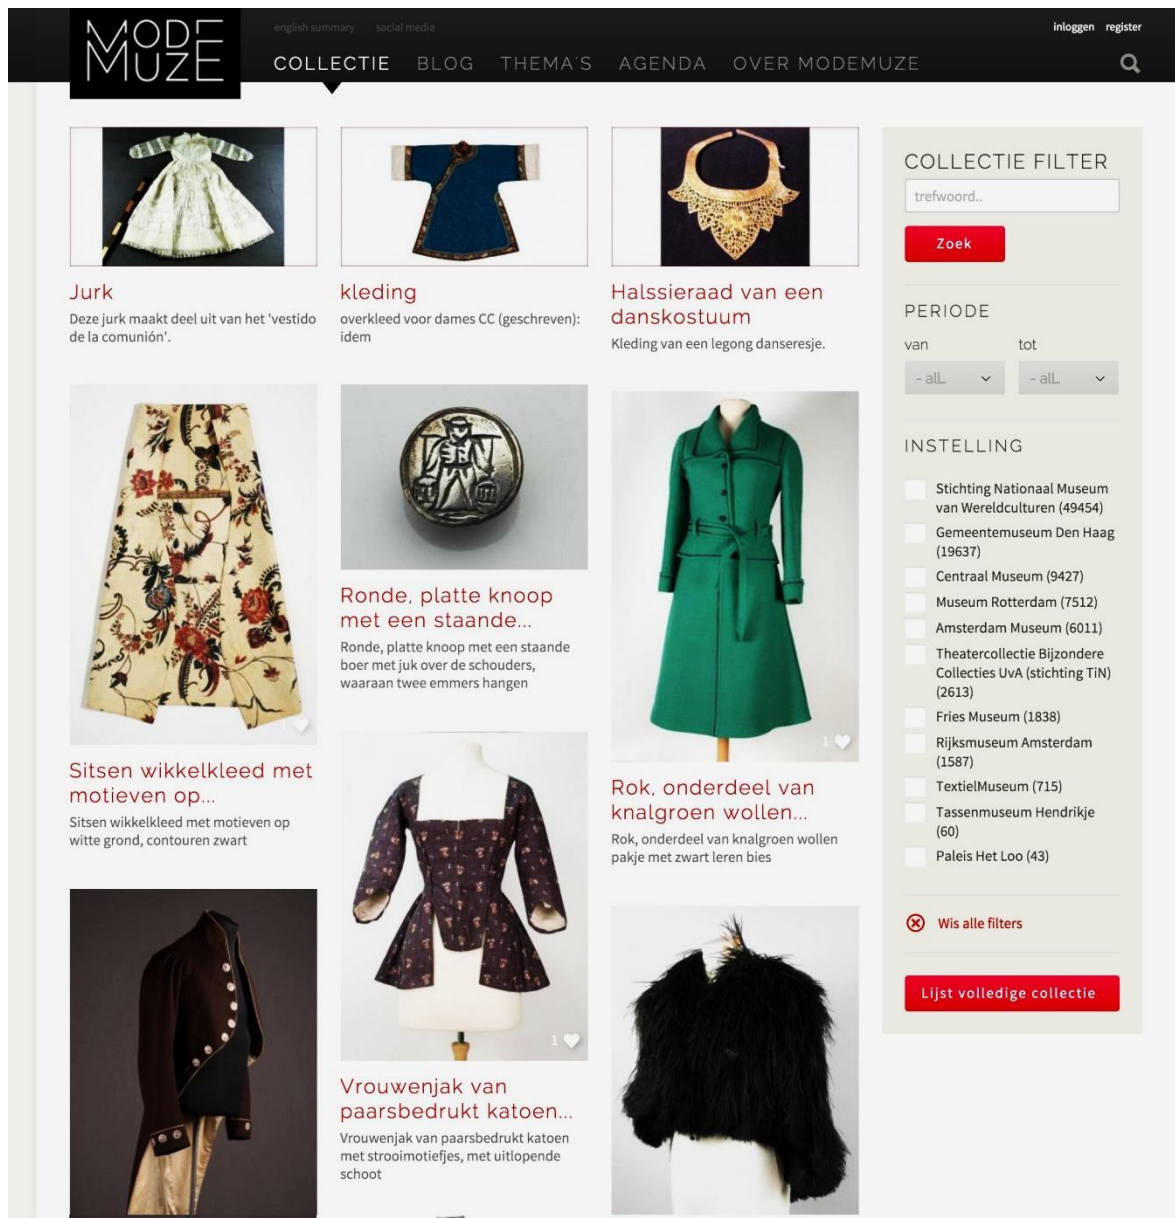 MODE
MUZE
english summary social media
inloggen register
COLLECTIE BLOG THEMA'S AGENDA OVER MODEMUZE
Jurk
Deze jurk maakt deel uit van het 'vestido
de la comunión'.
kleding
overkleed voor dames CC (geschreven):
idem
Halssieraad van een
danskostuum
Kleding van een legong danseresje.
1
Sitsen wikkelkleed met
motieven op...
Sitsen wikkelkleed met motieven op
witte grond, contouren zwart
Ronde, platte knoop
met een staande...
Ronde, platte knoop met een staande
boer met juk over de schouders,
waaraan twee emmers hangen
1
Rok, onderdeel van
knalgroen wollen...
Rok, onderdeel van knalgroen wollen
pakje met zwart leren bies
1
Vrouwenjak van
paarsbedrukt katoen...
Vrouwenjak van paarsbedrukt katoen
met strooimotiefjes, met uitlopende
schoot
COLLECTIE FILTER
trefwoord..
Zoek
PERIODE
van tot
- all.. - all..
INSTELLING
Stichting Nationaal Museum
van Wereldculturen (49454)
Gemeentemuseum Den Haag
(19637)
Centraal Museum (9427)
Museum Rotterdam (7512)
Amsterdam Museum (6011)
Theatercollectie Bijzondere
Collecties UvA (stichting TiN)
(2613)
Fries Museum (1838)
Rijksmuseum Amsterdam
(1587)
TextielMuseum (715)
Tassenmuseum Hendrikje
(60)
Paleis Het Loo (43)
Wis alle filters
Lijst volledige collectie